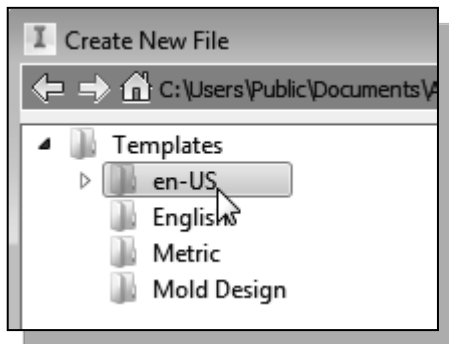 Create New File
C:\Users\Public\Documents\A
Templates
en-US
English
Metric
Mold Design